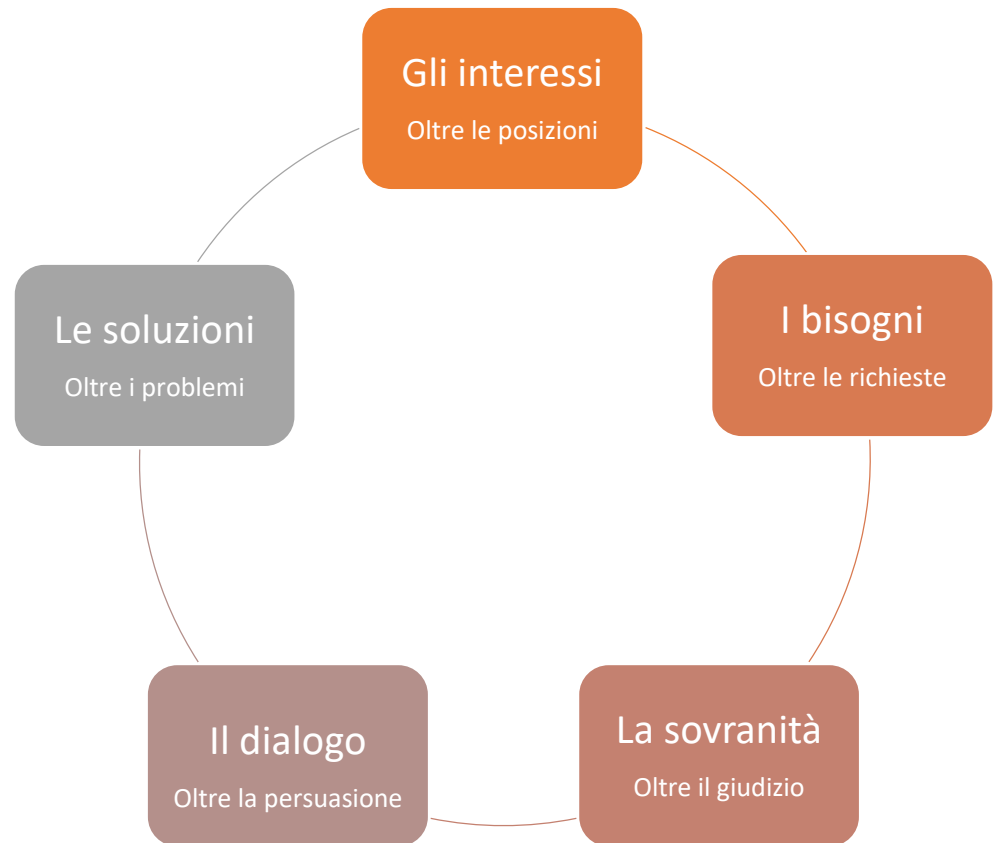 Gli interessi
Oltre le posizioni
I bisogni
Oltre le richieste
La sovranità
Oltre il giudizio
Il dialogo
Oltre la persuasione
Le soluzioni
Oltre i problemi